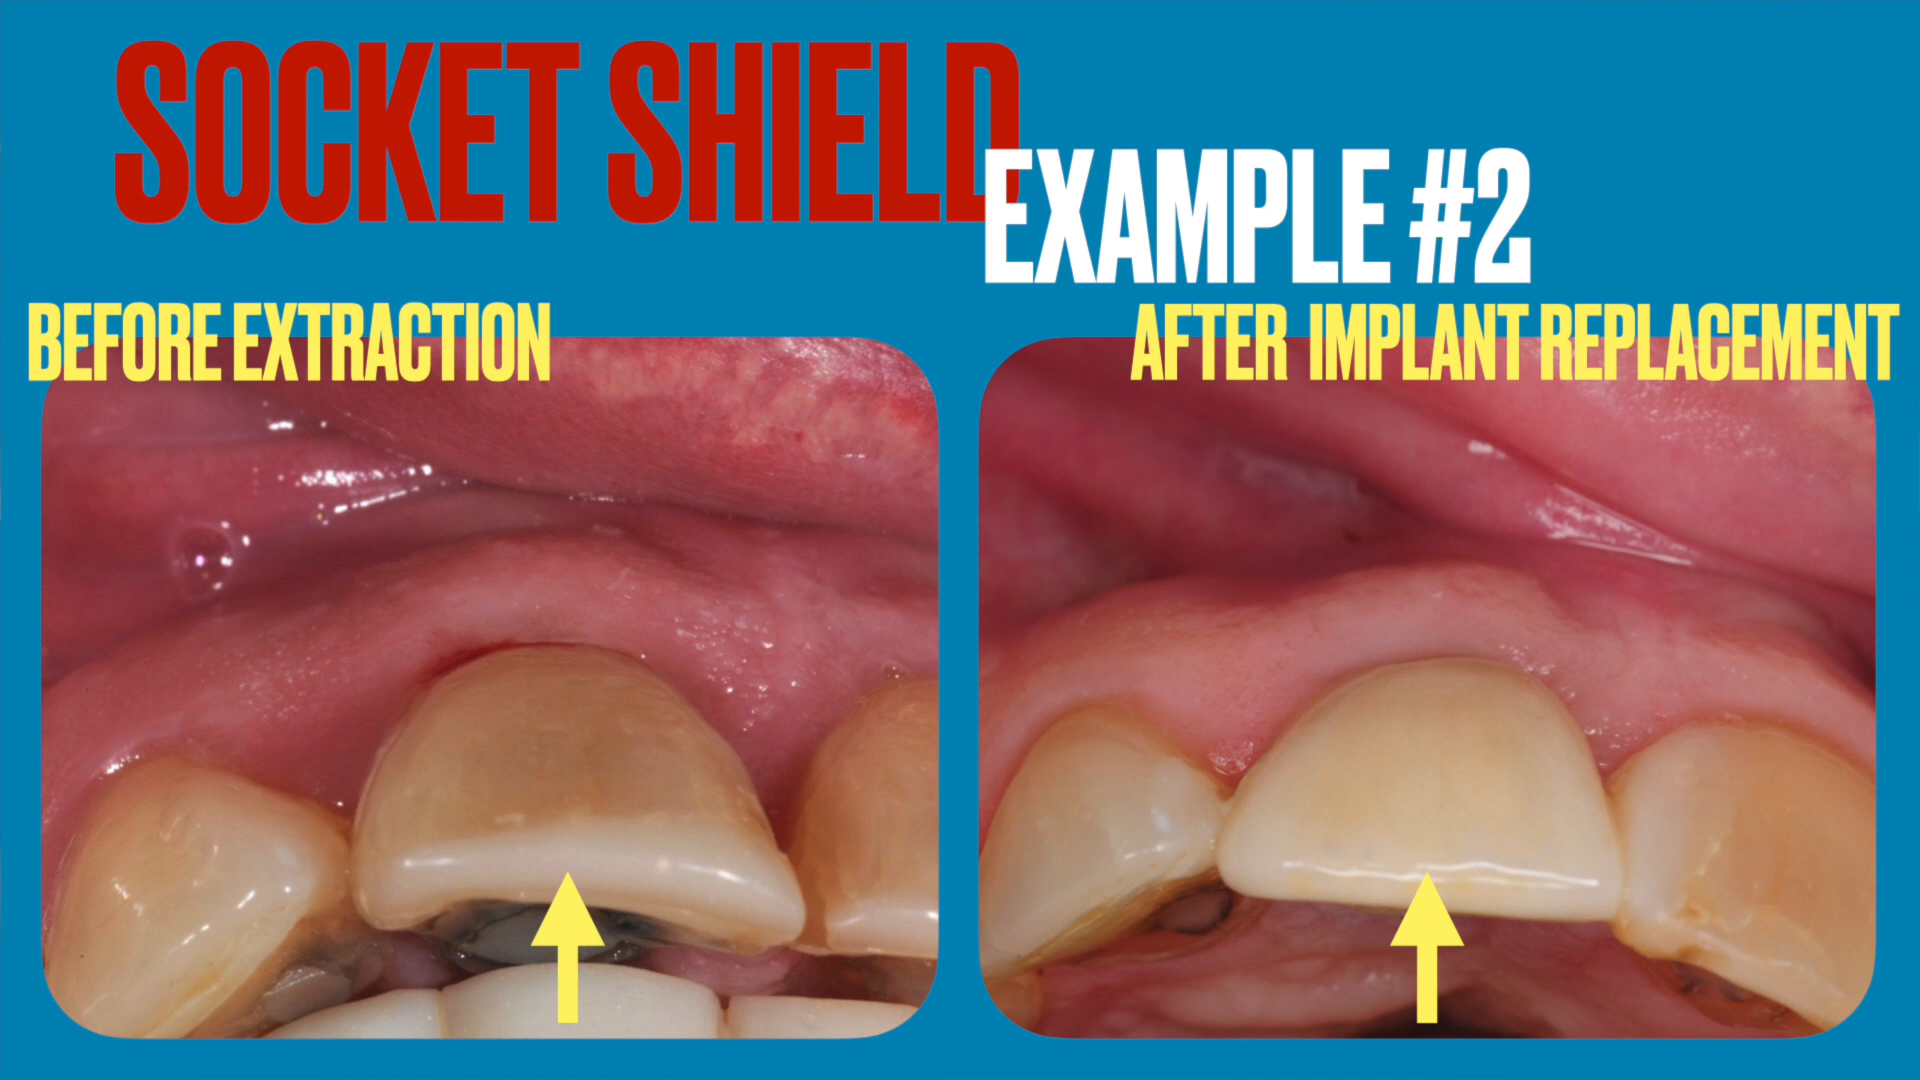 SOCKET SHIELD
EXAMPLE #2
BEFORE EXTRACTION
AFTER IMPLANT REPLACEMENT